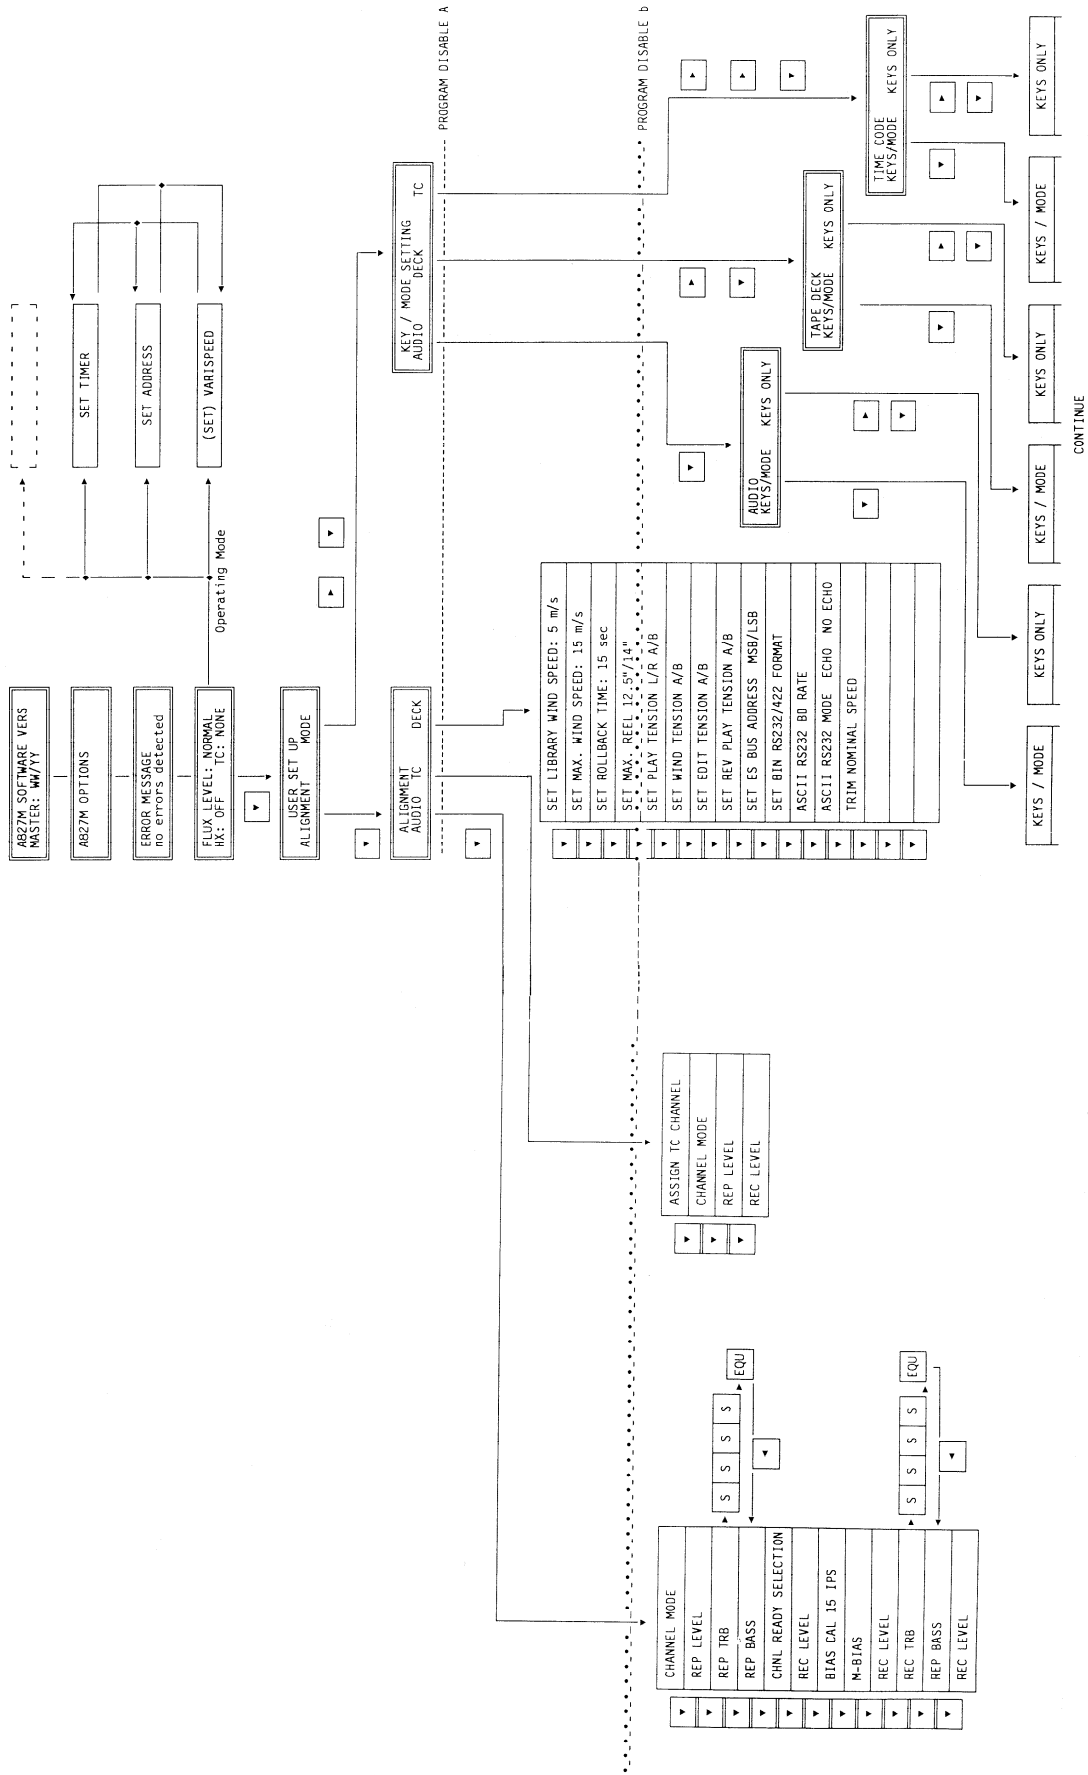 A827M SOFTWARE VERS
MASTER: WW/YY
A827M OPTIONS
ERROR MESSAGE
no errors detected
FLUX LEVEL: NORMAL
HX: OFF TC: NONE
Operating Mode
SET TIMER
SET ADDRESS
(SET) VARISPEED
USER SET UP
ALIGNMENT MODE
ALIGNMENT
AUDIO TC DECK
KEY / MODE SETTING
AUDIO DECK TC
PROGRAM DISABLE A
SET LIBRARY WIND SPEED: 5 m/s
SET MAX. WIND SPEED: 15 m/s
SET ROLLBACK TIME: 15 sec
SET MAX. REEL 12.5"/14"
SET PLAY TENSION L/R A/B
SET WIND TENSION A/B
SET EDIT TENSION A/B
SET REV PLAY TENSION A/B
SET ES BUS ADDRESS MSB/LSB
SET BIN RS232/422 FORMAT
ASCII RS232 BD RATE
ASCII RS232 MODE ECHO NO ECHO
TRIM NOMINAL SPEED
PROGRAM DISABLE b
CHANNEL MODE
REP LEVEL
REP TRB
REP BASS
CHNL READY SELECTION
REC LEVEL
BIAS CAL 15 IPS
M-BIAS
REC LEVEL
REC TRB
REP BASS
REC LEVEL
S S S S
EQU
S S S S
EQU
ASSIGN TC CHANNEL
CHANNEL MODE
REP LEVEL
REC LEVEL
AUDIO
KEYS/MODE KEYS ONLY
TAPE DECK
KEYS/MODE KEYS ONLY
TIME CODE
KEYS/MODE KEYS ONLY
KEYS / MODE
KEYS ONLY
KEYS / MODE
KEYS ONLY
KEYS / MODE
KEYS ONLY
CONTINUE